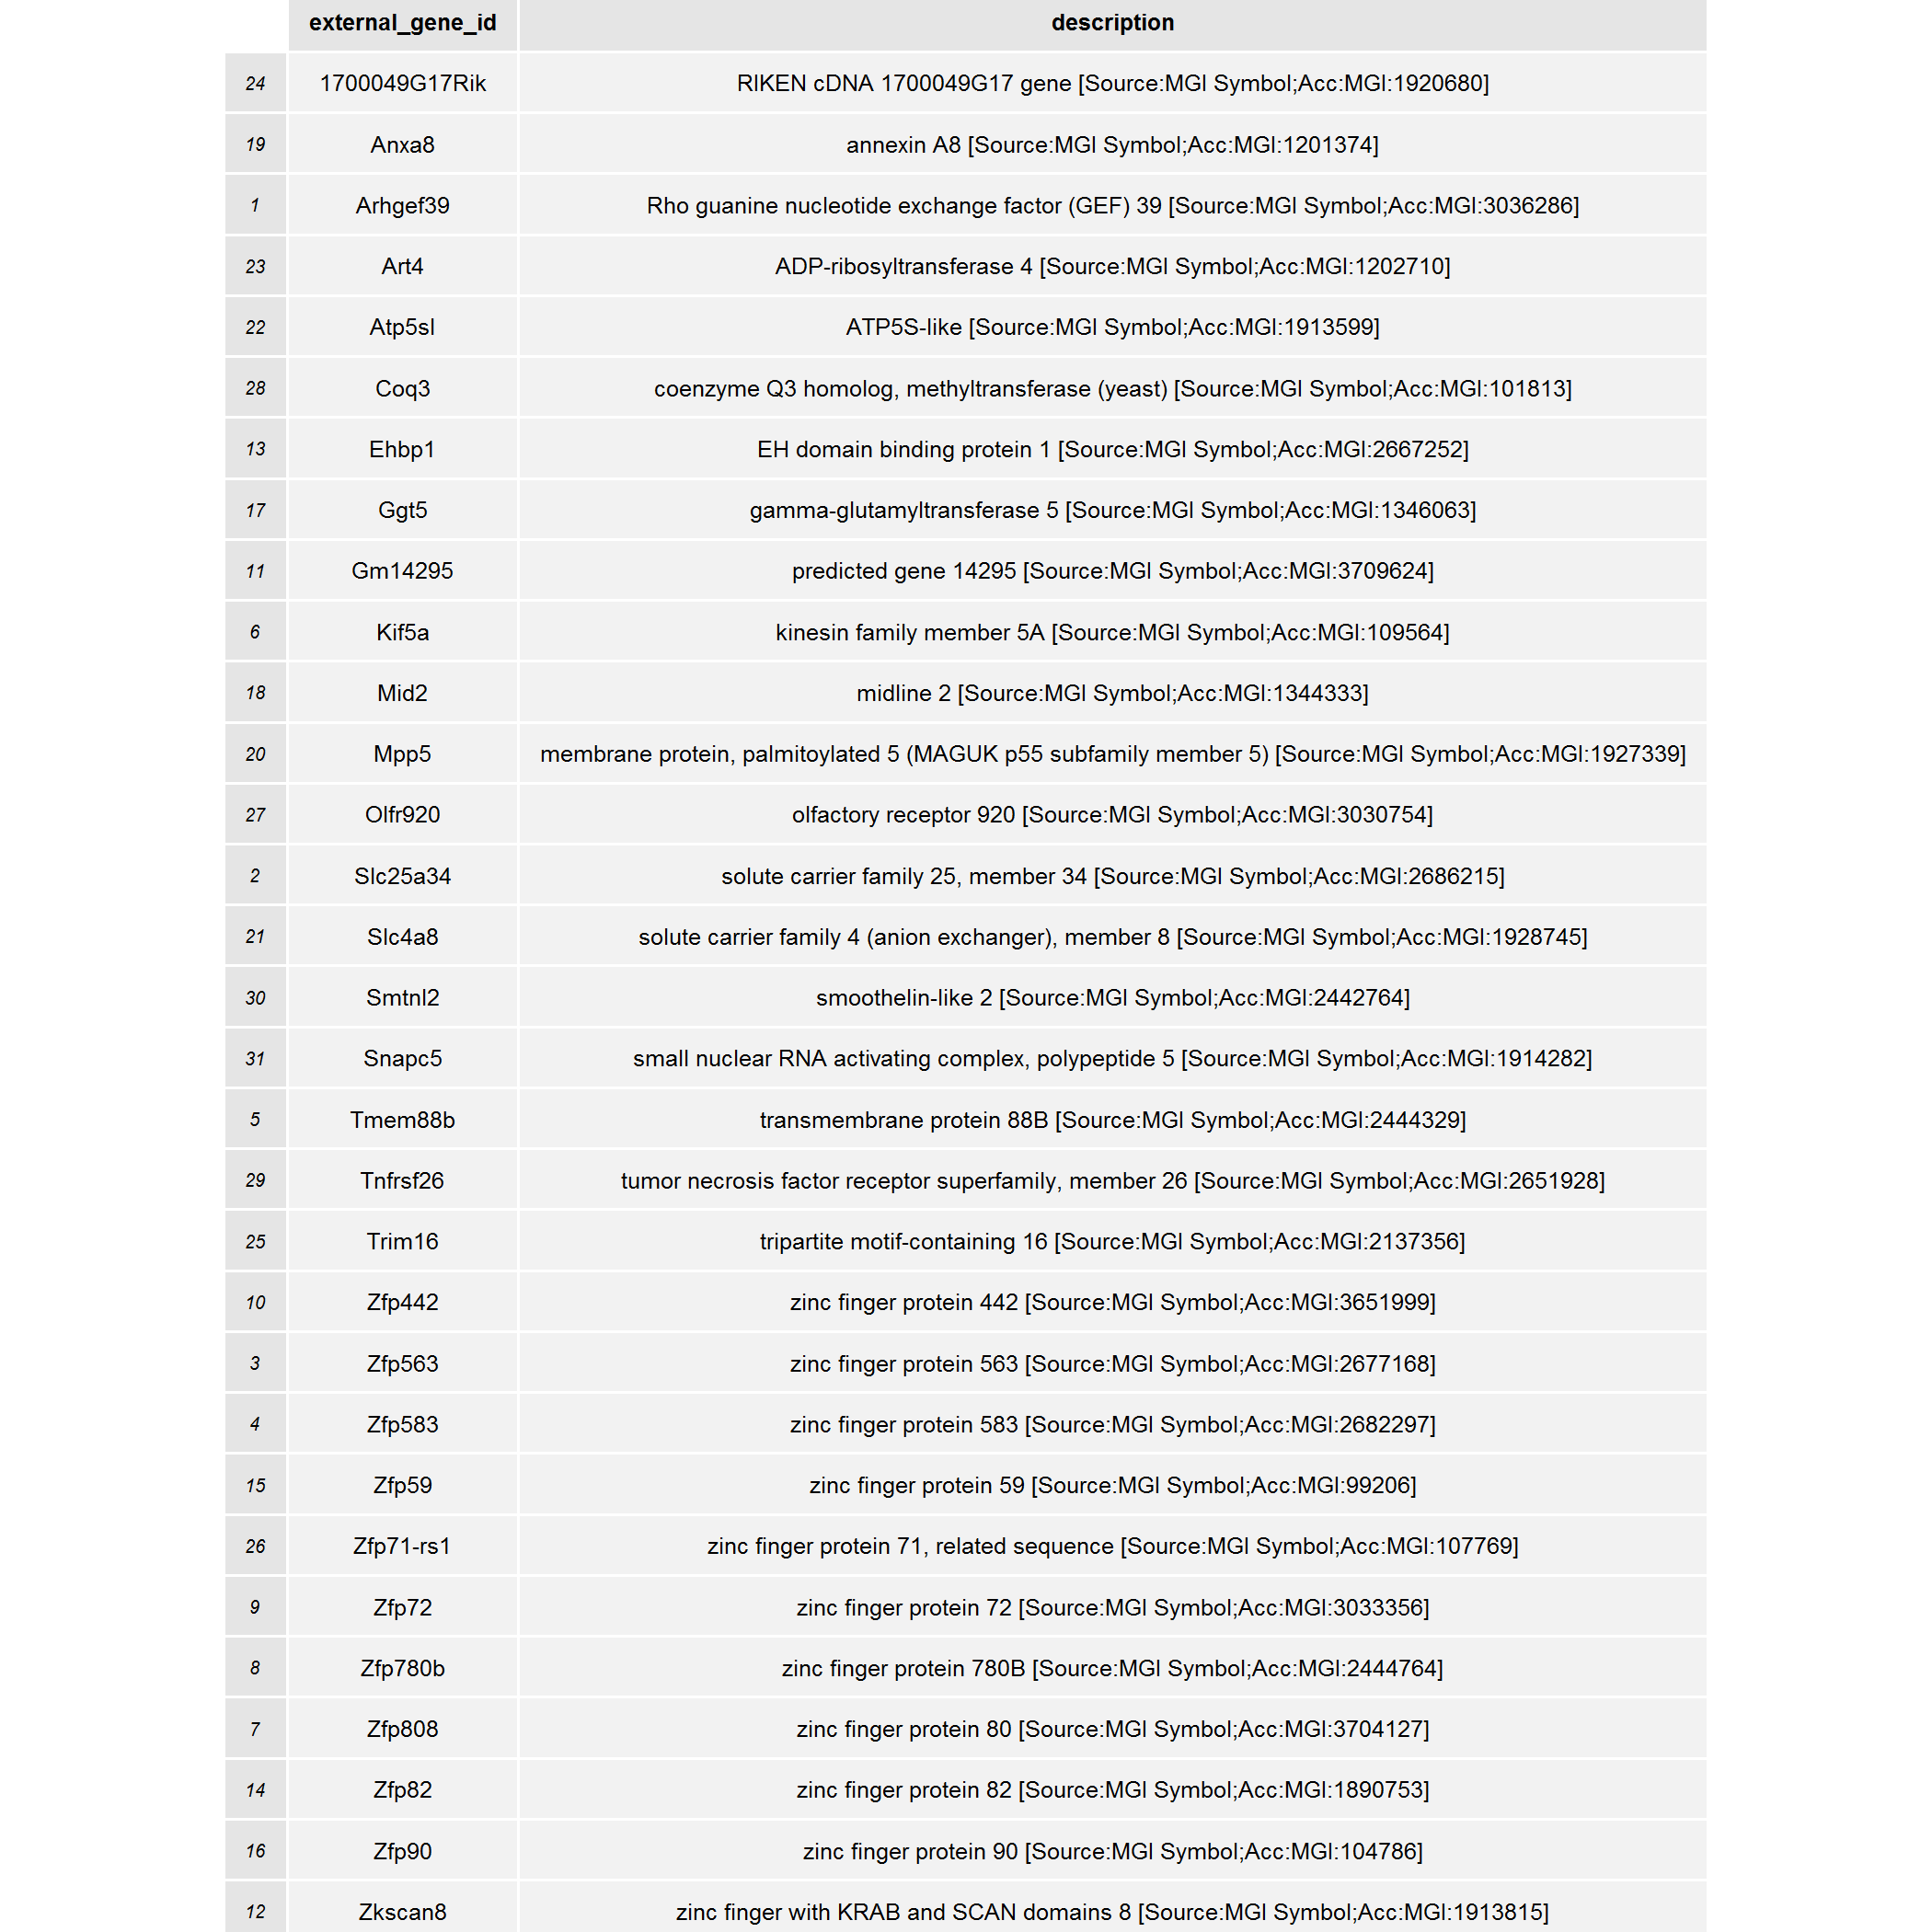 external_gene_id description
24 1700049G17Rik RIKEN cDNA 1700049G17 gene [Source:MGI Symbol;Acc:MGI:1920680]
19 Anxa8 annexin A8 [Source:MGI Symbol;Acc:MGI:1201374]
1 Arhgef39 Rho guanine nucleotide exchange factor (GEF) 39 [Source:MGI Symbol;Acc:MGI:3036286]
23 Art4 ADP-ribosyltransferase 4 [Source:MGI Symbol;Acc:MGI:1202710]
22 Atp5sl ATP5S-like [Source:MGI Symbol;Acc:MGI:1913599]
28 Coq3 coenzyme Q3 homolog, methyltransferase (yeast) [Source:MGI Symbol;Acc:MGI:101813]
13 Ehbp1 EH domain binding protein 1 [Source:MGI Symbol;Acc:MGI:2667252]
17 Ggt5 gamma-glutamyltransferase 5 [Source:MGI Symbol;Acc:MGI:1346063]
11 Gm14295 predicted gene 14295 [Source:MGI Symbol;Acc:MGI:3709624]
6 Kif5a kinesin family member 5A [Source:MGI Symbol;Acc:MGI:109564]
18 Mid2 midline 2 [Source:MGI Symbol;Acc:MGI:1344333]
20 Mpp5 membrane protein, palmitoylated 5 (MAGUK p55 subfamily member 5) [Source:MGI Symbol;Acc:MGI:1927339]
27 Olfr920 olfactory receptor 920 [Source:MGI Symbol;Acc:MGI:3030754]
2 Slc25a34 solute carrier family 25, member 34 [Source:MGI Symbol;Acc:MGI:2686215]
21 Slc4a8 solute carrier family 4 (anion exchanger), member 8 [Source:MGI Symbol;Acc:MGI:1928745]
30 Smtnl2 smoothelin-like 2 [Source:MGI Symbol;Acc:MGI:2442764]
31 Snapc5 small nuclear RNA activating complex, polypeptide 5 [Source:MGI Symbol;Acc:MGI:1914282]
5 Tmem88b transmembrane protein 88B [Source:MGI Symbol;Acc:MGI:2444329]
29 Tnfrsf26 tumor necrosis factor receptor superfamily, member 26 [Source:MGI Symbol;Acc:MGI:2651928]
25 Trim16 tripartite motif-containing 16 [Source:MGI Symbol;Acc:MGI:2137356]
10 Zfp442 zinc finger protein 442 [Source:MGI Symbol;Acc:MGI:3651999]
3 Zfp563 zinc finger protein 563 [Source:MGI Symbol;Acc:MGI:2677168]
4 Zfp583 zinc finger protein 583 [Source:MGI Symbol;Acc:MGI:2682297]
15 Zfp59 zinc finger protein 59 [Source:MGI Symbol;Acc:MGI:99206]
26 Zfp71-rs1 zinc finger protein 71, related sequence [Source:MGI Symbol;Acc:MGI:107769]
9 Zfp72 zinc finger protein 72 [Source:MGI Symbol;Acc:MGI:3033356]
8 Zfp780b zinc finger protein 780B [Source:MGI Symbol;Acc:MGI:2444764]
7 Zfp808 zinc finger protein 80 [Source:MGI Symbol;Acc:MGI:3704127]
14 Zfp82 zinc finger protein 82 [Source:MGI Symbol;Acc:MGI:1890753]
16 Zfp90 zinc finger protein 90 [Source:MGI Symbol;Acc:MGI:104786]
12 Zkscan8 zinc finger with KRAB and SCAN domains 8 [Source:MGI Symbol;Acc:MGI:1913815]